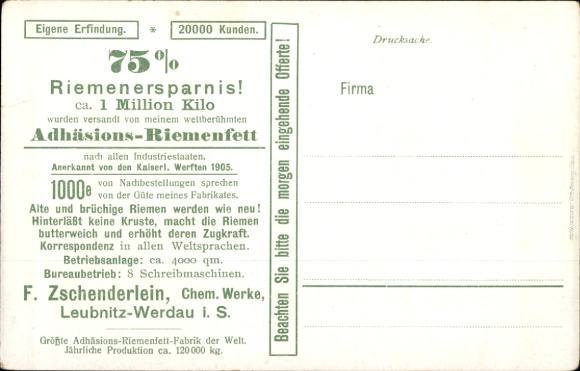 Eigene Erfindung. * 20000 Kunden.
75%
Riemenersparnis!
ca. 1 Million Kilo
wurden versandt von meinem weltberühmten
Adhäsions-Riemenfett
nach allen Industriestaaten.
Anerkannt von den Kaiserl. Werften 1905.
1000e von Nachbestellungen sprechen
von der Güte meines Fabrikates.
Alte und brüchige Riemen werden wie neu!
Hinterläßt keine Kruste, macht die Riemen
butterweich und erhöht deren Zugkraft.
Korrespondenz in allen Weltsprachen.
Betriebsanlage: ca. 4000 qm.
Bureaubetrieb: 8 Schreibmaschinen.
F. Zschenderlein, Chem. Werke,
Leubnitz-Werdau i. S.
Größte Adhäsions-Riemenfett-Fabrik der Welt.
Jährliche Produktion ca. 120000 kg.
Beachten Sie bitte die morgen eingehende Offerte!
Drucksache.
Firma